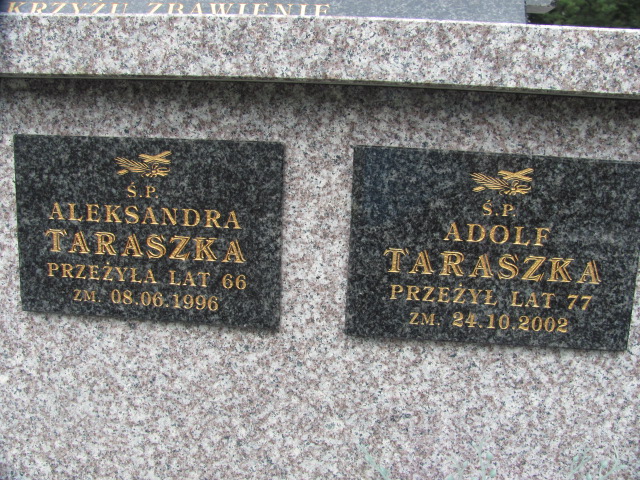 KRZYŻU ZBAWIENIE
Ś.P.
ALEKSANDRA
TARASZKA
PRZEŻYŁA LAT 66
ZM. 08.06.1996
Ś.P.
ADOLF
TARASZKA
PRZEŻYŁ LAT 77
ZM. 24.10.2002